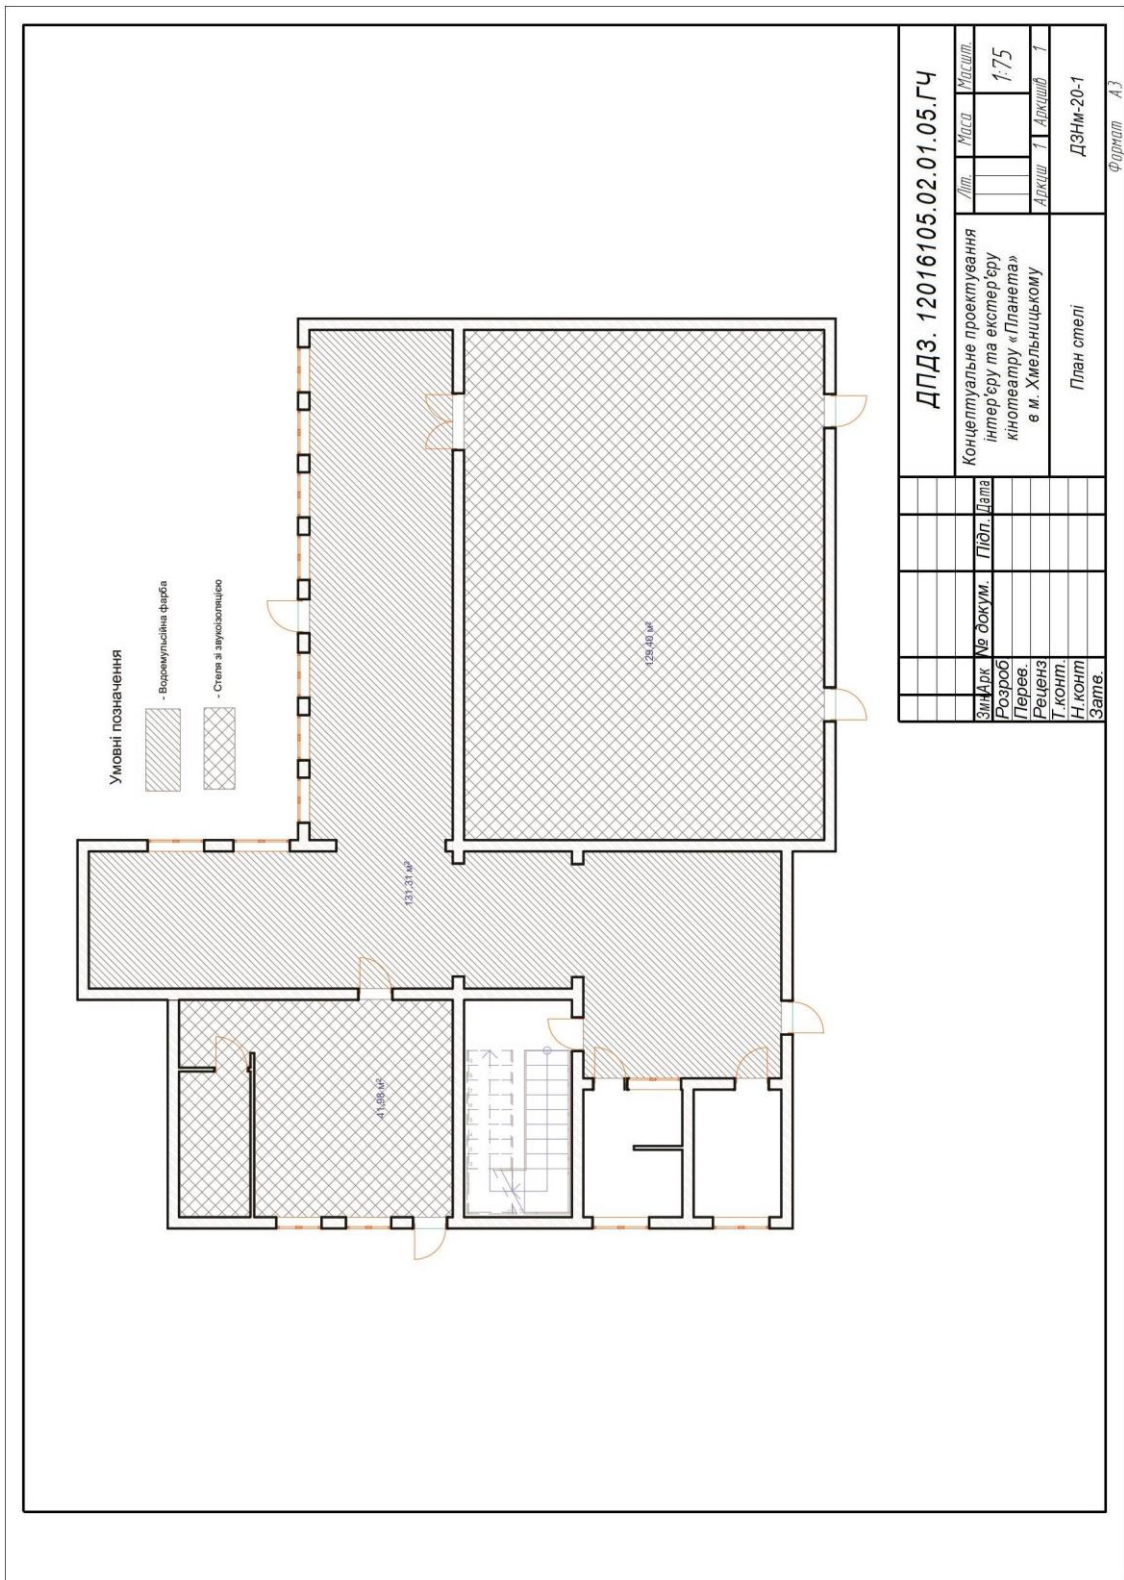 Умовні позначення
- Водоемульсійна фарба
- Стеля зі звукоізоляцією
131.31 м²
129.40 м²
41.98 м²
ДПДЗ. 12016105.02.01.05.ГЧ
Концептуальне проектування
інтер'єру та екстер'єру
кінотеатру «Планета»
в м. Хмельницькому
Літ. Маса Масшт.
1:75
Аркуш 1 Аркушів 1
Змн Арк № докум. Підп. Дата
Розроб
Перев.
Реценз
Т.конт.
Н.конт
Затв.
План стелі
ДЗНм-20-1
Формат А3